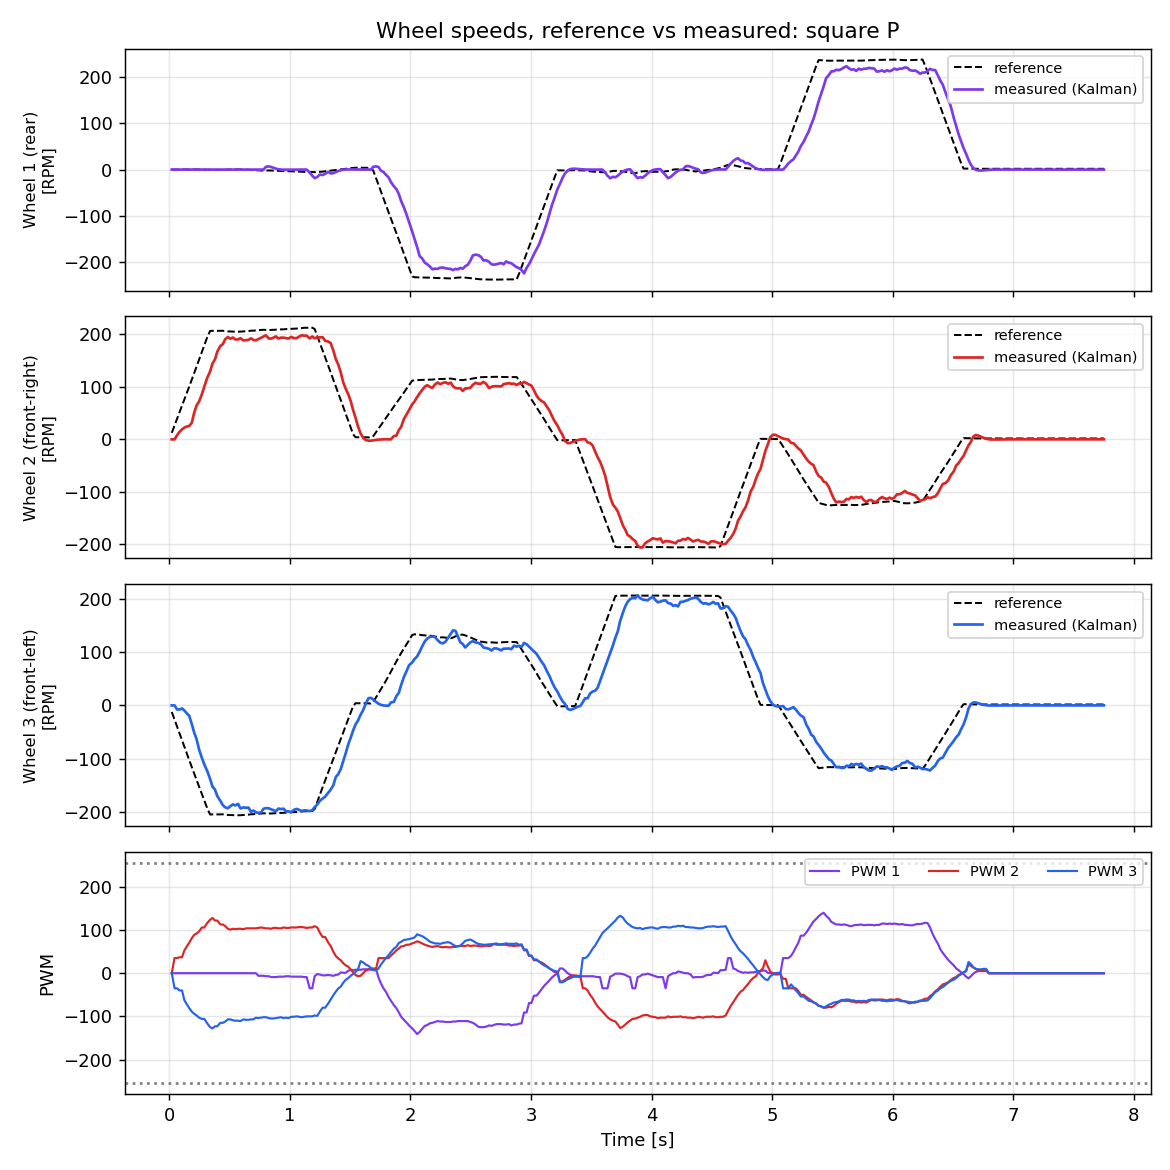 Wheel speeds, reference vs measured: square P
Wheel 1 (rear)
[RPM]
200
100
0
−100
−200
reference
measured (Kalman)
Wheel 2 (front-right)
[RPM]
200
100
0
−100
−200
reference
measured (Kalman)
Wheel 3 (front-left)
[RPM]
200
100
0
−100
−200
reference
measured (Kalman)
PWM
200
100
0
−100
−200
PWM 1 PWM 2 PWM 3
0 1 2 3 4 5 6 7 8
Time [s]